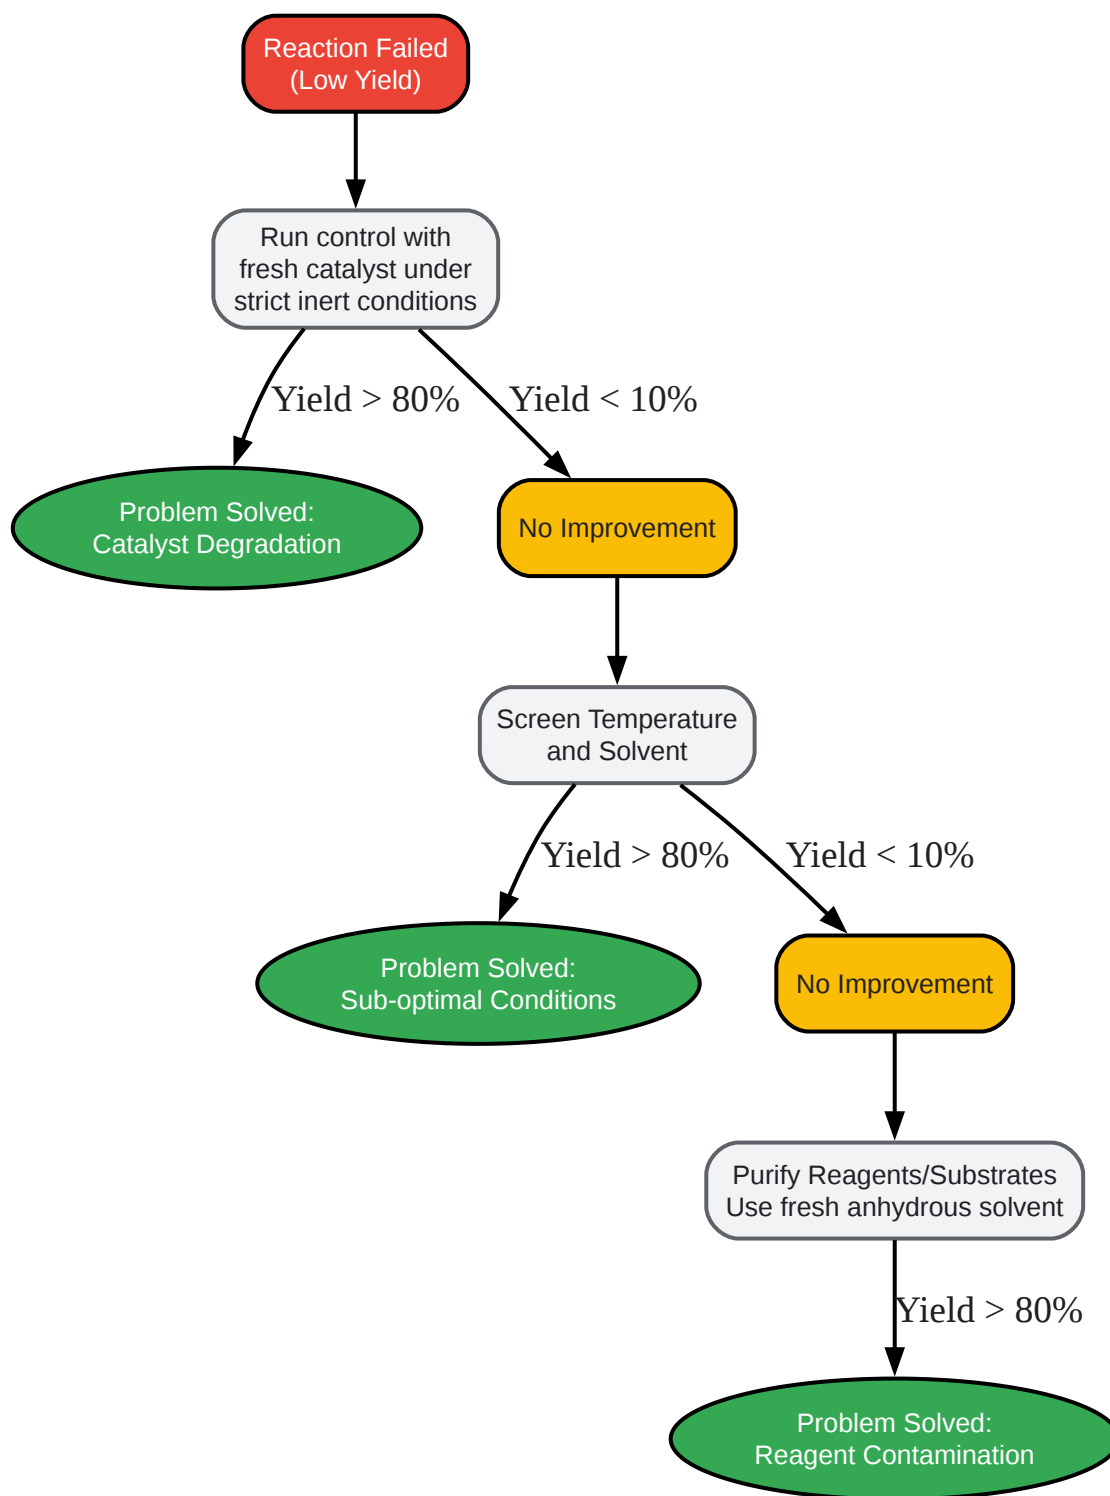 Reaction Failed
(Low Yield)
Run control with
fresh catalyst under
strict inert conditions
Yield > 80%
Yield < 10%
Problem Solved:
Catalyst Degradation
No Improvement
Screen Temperature
and Solvent
Yield > 80%
Yield < 10%
Problem Solved:
Sub-optimal Conditions
No Improvement
Purify Reagents/Substrates
Use fresh anhydrous solvent
Yield > 80%
Problem Solved:
Reagent Contamination